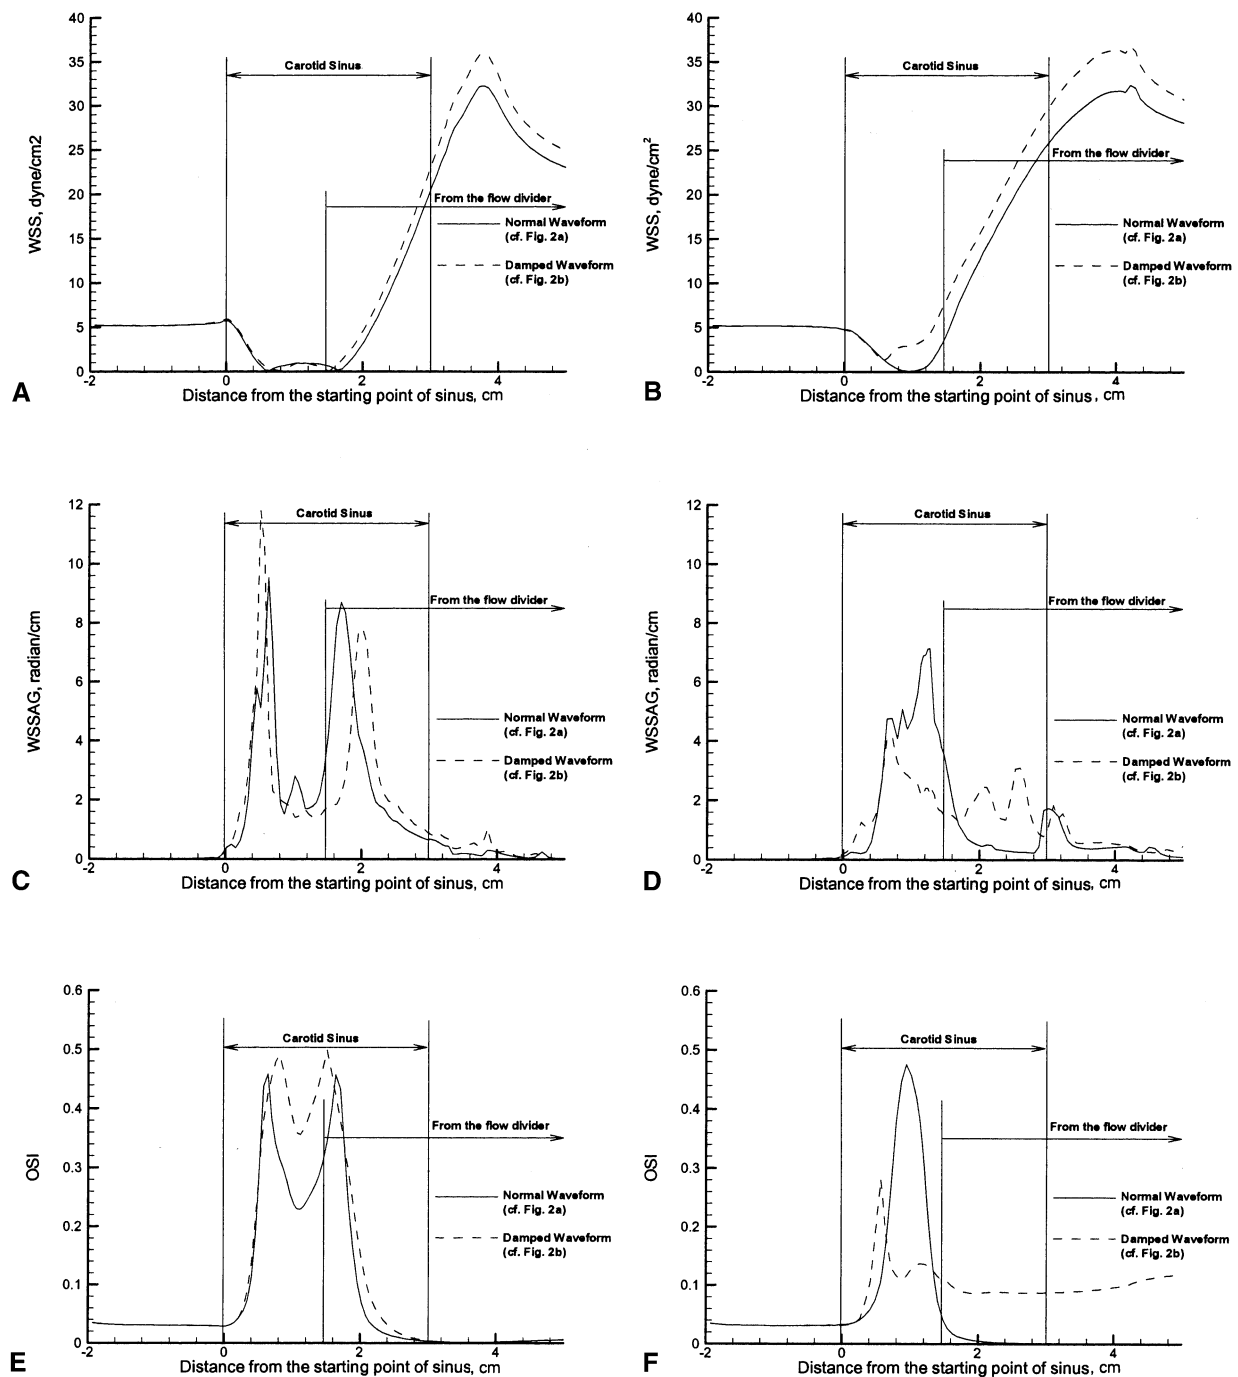 40
35
30
25
20
15
10
5
0
WSS, dyne/cm2
Carotid Sinus
From the flow divider
Normal Waveform
(cf. Fig. 2a)
Damped Waveform
(cf. Fig. 2b)
-2 0 2 4
Distance from the starting point of sinus, cm
A
40
35
30
25
20
15
10
5
0
WSS, dyne/cm²
Carotid Sinus
From the flow divider
Normal Waveform
(cf. Fig. 2a)
Damped Waveform
(cf. Fig. 2b)
-2 0 2 4
Distance from the starting point of sinus, cm
B
12
10
8
6
4
2
0
WSSAG, radian/cm
Carotid Sinus
From the flow divider
Normal Waveform
(cf. Fig. 2a)
Damped Waveform
(cf. Fig. 2b)
-2 0 2 4
Distance from the starting point of sinus, cm
C
12
10
8
6
4
2
0
WSSAG, radian/cm
Carotid Sinus
From the flow divider
Normal Waveform
(cf. Fig. 2a)
Damped Waveform
(cf. Fig. 2b)
-2 0 2 4
Distance from the starting point of sinus, cm
D
0.6
0.5
0.4
0.3
0.2
0.1
0
OSI
Carotid Sinus
From the flow divider
Normal Waveform
(cf. Fig. 2a)
Damped Waveform
(cf. Fig. 2b)
-2 0 2 4
Distance from the starting point of sinus, cm
E
0.6
0.5
0.4
0.3
0.2
0.1
0
OSI
Carotid Sinus
From the flow divider
Normal Waveform
(cf. Fig. 2a)
Damped Waveform
(cf. Fig. 2b)
-2 0 2 4
Distance from the starting point of sinus, cm
F